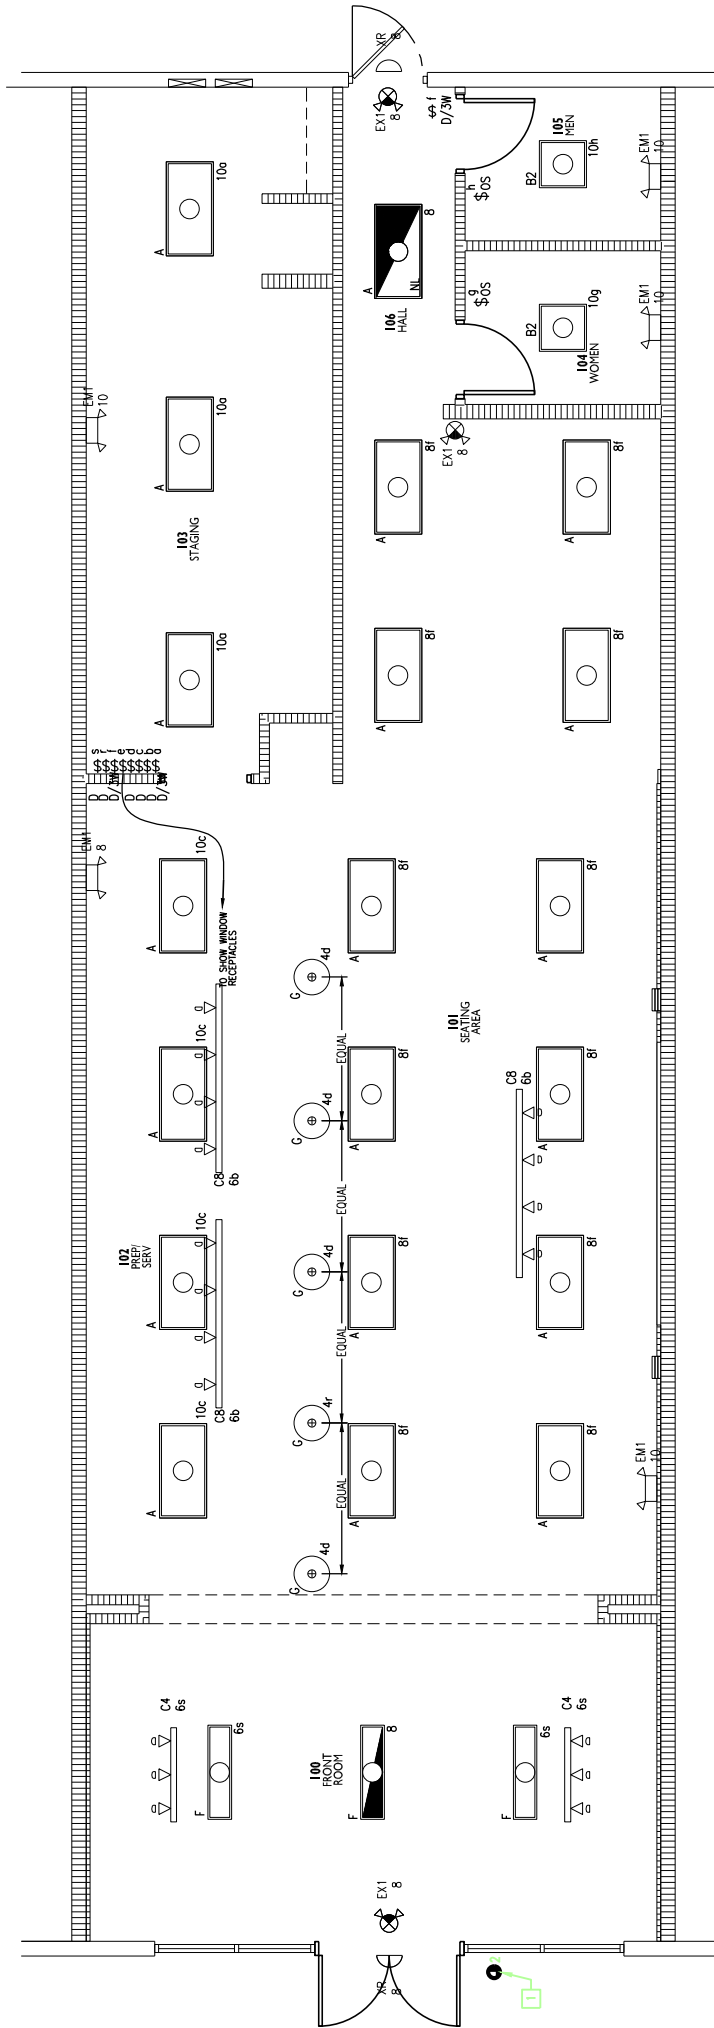 XR
8
EX1
8
$ f
D/3W
105
MEN
B2
10h
EM1
10
h
$OS
A
10a
A
8
NL
106
HALL
g
$OS
B2
10g
104
WOMEN
EM1
10
EM1
10
A
10a
EX1
8
103
STAGING
A
8f
A
8f
A
10a
A
8f
A
8f
D $ s
D $ r
D/3W $ f
D $ e
D $ d
D $ c
D $ b
D/3W $ a
EM1
8
TO SHOW WINDOW
RECEPTACLES
A
10c
A
8f
A
8f
G
4d
EQUAL
101
SEATING
AREA
A
10c
C8
6b
G
4d
A
8f
C8
6b
A
8f
EQUAL
102
PREP/
SERV
A
10c
C8
6b
G
4d
A
8f
A
8f
EQUAL
A
10c
G
4r
A
8f
A
8f
EQUAL
EM1
10
G
4d
C4
6s
F
6s
100
FRONT
ROOM
F
8
F
6s
C4
6s
EX1
8
XR
8
2
1